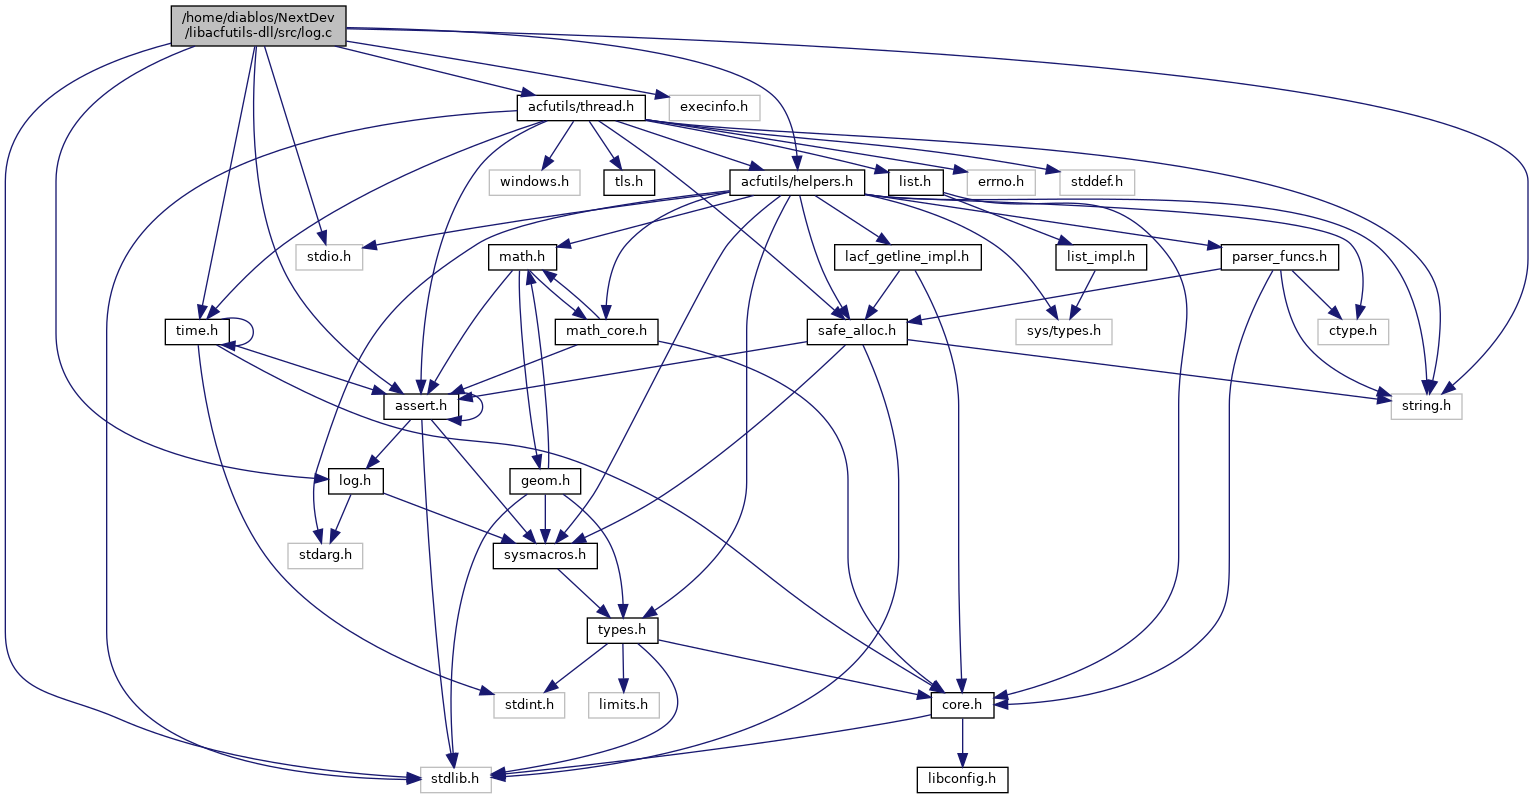 /home/diablos/NextDev
/libacfutils-dll/src/log.c
acfutils/thread.h
execinfo.h
windows.h
tls.h
acfutils/helpers.h
list.h
errno.h
stddef.h
stdio.h
math.h
lacf_getline_impl.h
list_impl.h
parser_funcs.h
time.h
math_core.h
safe_alloc.h
sys/types.h
ctype.h
assert.h
string.h
log.h
geom.h
stdarg.h
sysmacros.h
types.h
stdint.h
limits.h
core.h
stdlib.h
libconfig.h